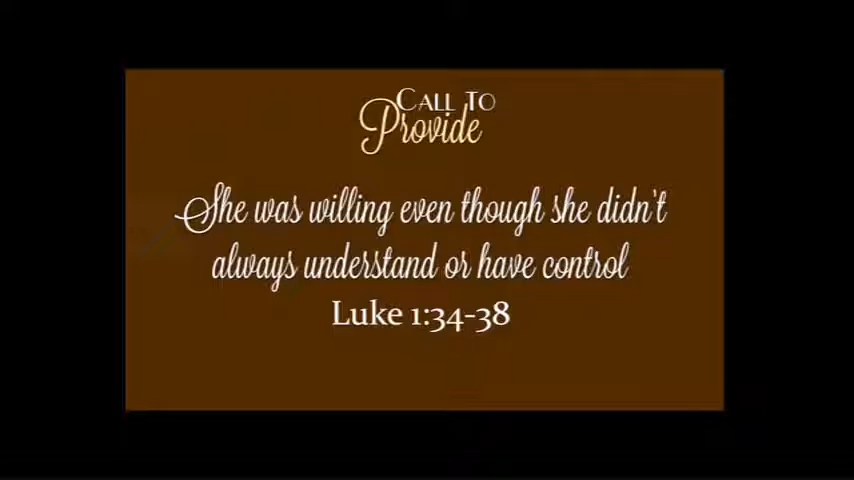 CALL TO
Provide
She was willing even though she didn't
always understand or have control
Luke 1:34-38